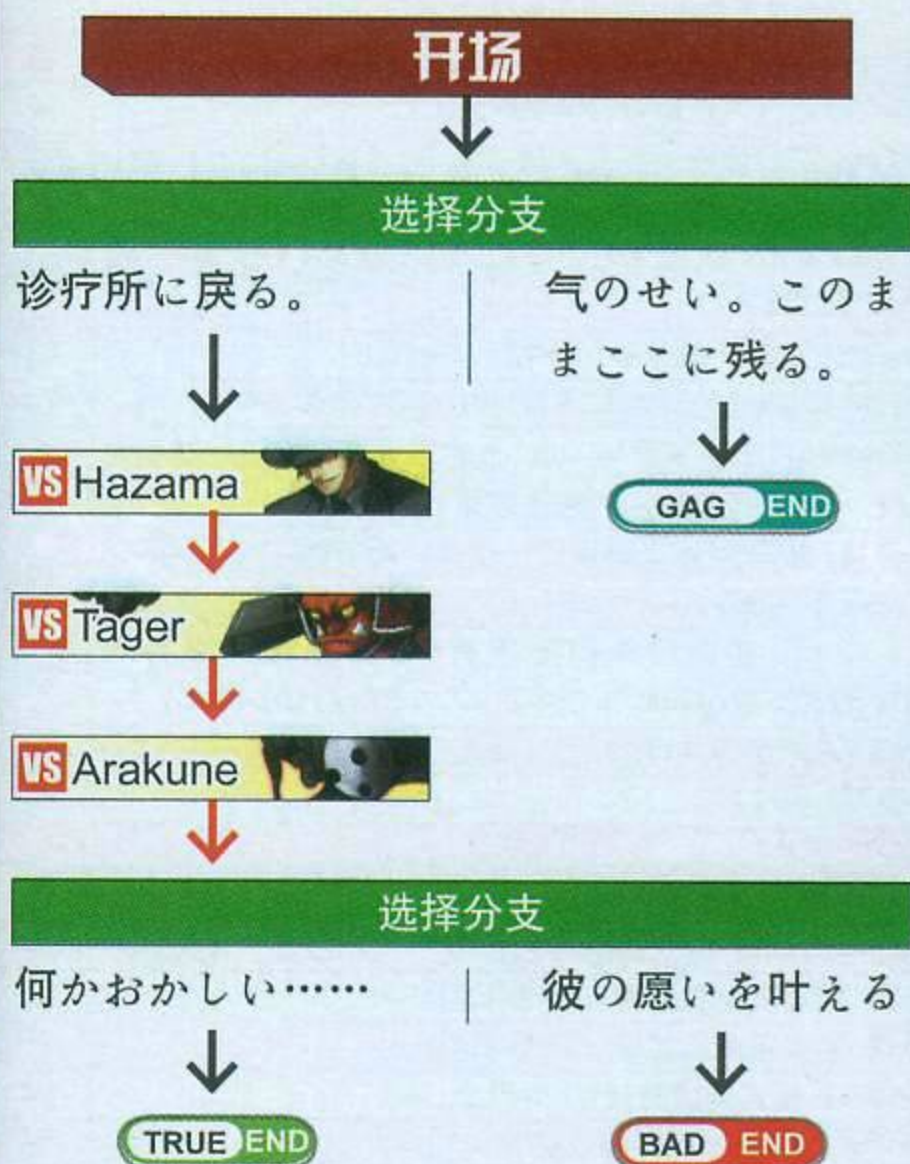 开场
选择分支
诊疗所に戻る。
气のせい。このま
まここに残る。
GAG END
VS Hazama
VS Tager
VS Arakune
选择分支
何かおかしい……
彼の愿いを叶える
TRUE END
BAD END